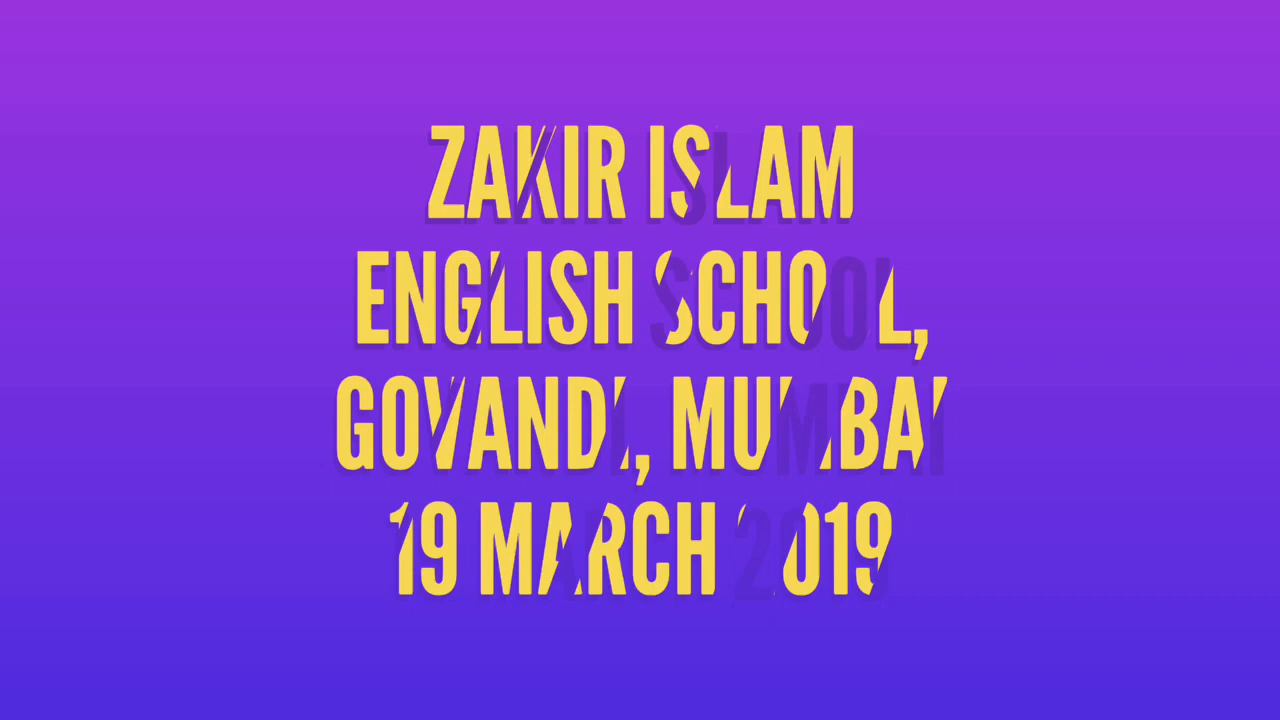 ZAKIR ISLAM
ENGLISH SCHOOL,
GOVANDI, MUMBAI
19 MARCH 2019